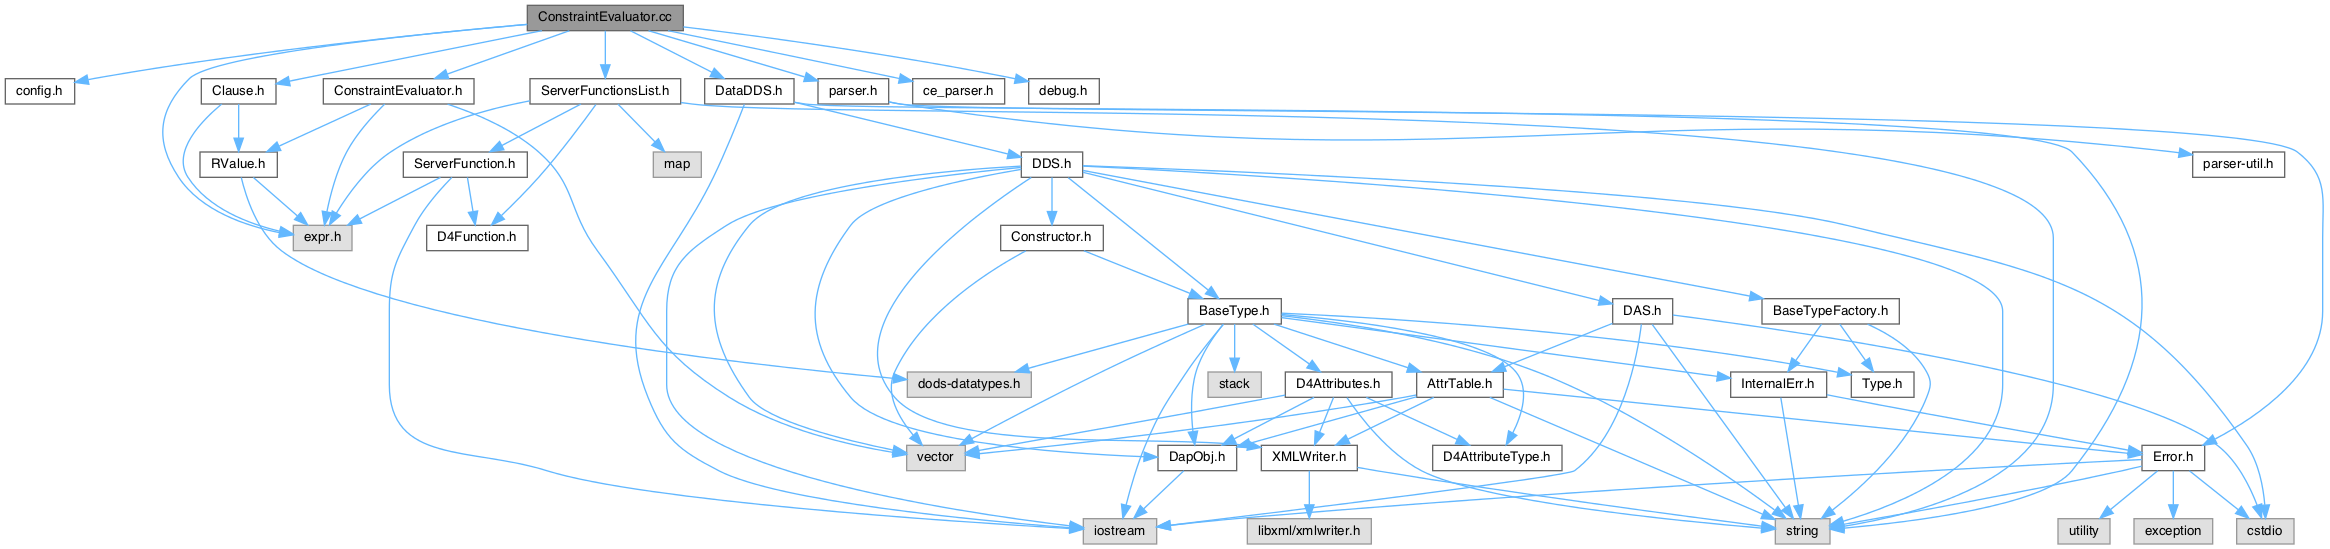 ConstraintEvaluator.cc
config.h
Clause.h
ConstraintEvaluator.h
ServerFunctionsList.h
DataDDS.h
parser.h
ce_parser.h
debug.h
RValue.h
ServerFunction.h
map
DDS.h
parser-util.h
expr.h
D4Function.h
Constructor.h
BaseType.h
DAS.h
BaseTypeFactory.h
dods-datatypes.h
stack
D4Attributes.h
AttrTable.h
InternalErr.h
Type.h
vector
DapObj.h
XMLWriter.h
D4AttributeType.h
Error.h
iostream
libxml/xmlwriter.h
string
utility
exception
cstdio